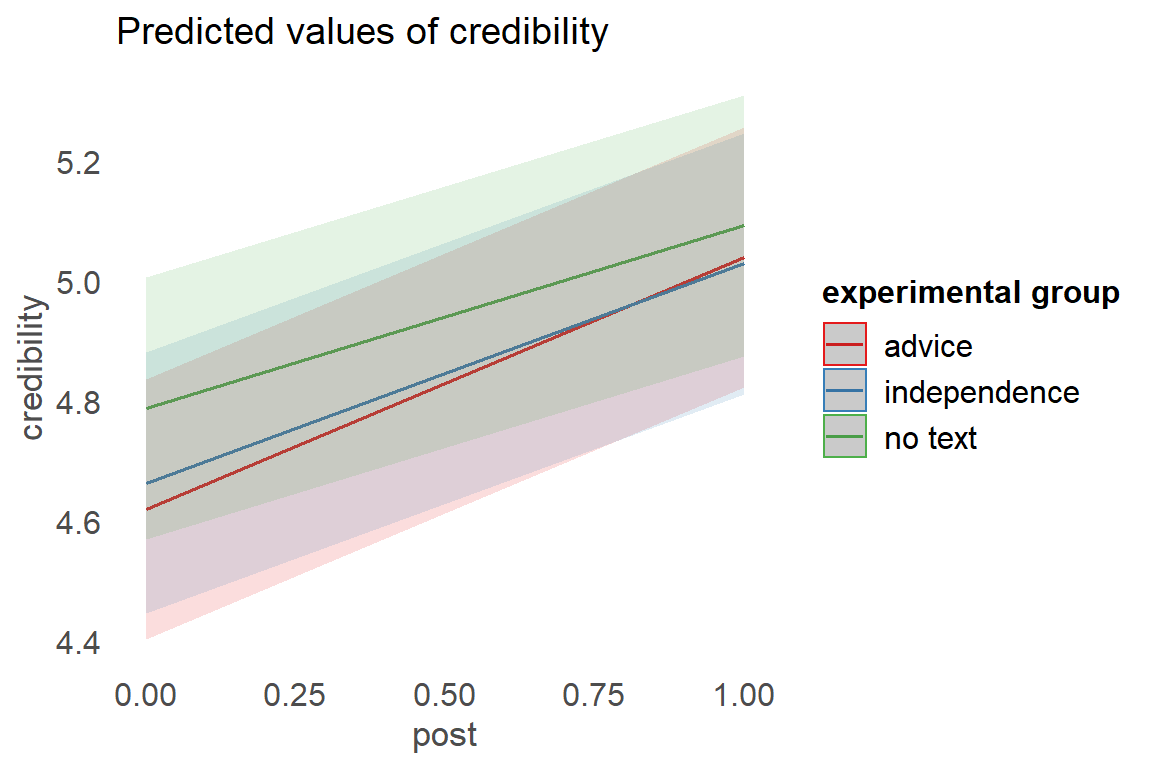 Predicted values of credibility
5.2
5.0
4.8
4.6
4.4
credibility
0.00 0.25 0.50 0.75 1.00
post
experimental group
advice
independence
no text